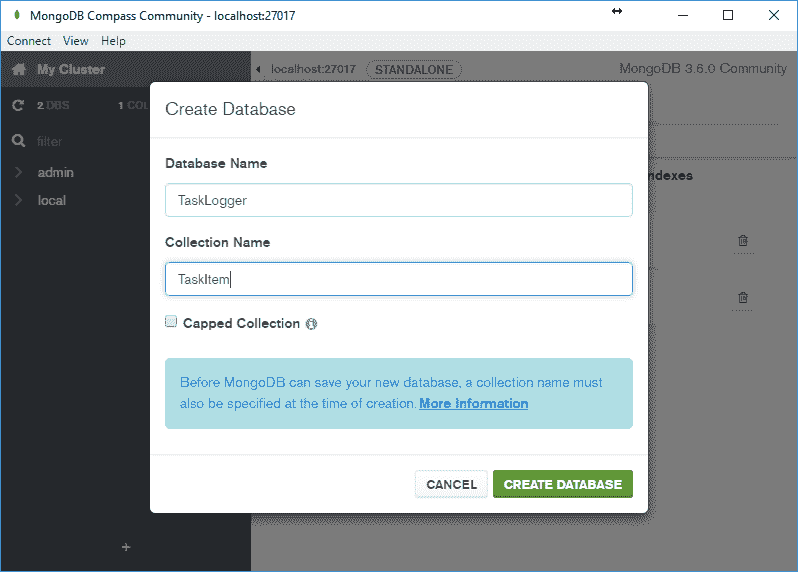 MongoDB Compass Community - localhost:27017
Connect View Help
My Cluster
localhost:27017 STANDALONE
MongoDB 3.6.0 Community
2 DBS 1 COL
filter
admin
local
Create Database
Database Name
TaskLogger
Collection Name
TaskItem
Capped Collection
Before MongoDB can save your new database, a collection name must
also be specified at the time of creation. More Information
CANCEL CREATE DATABASE
ndexes